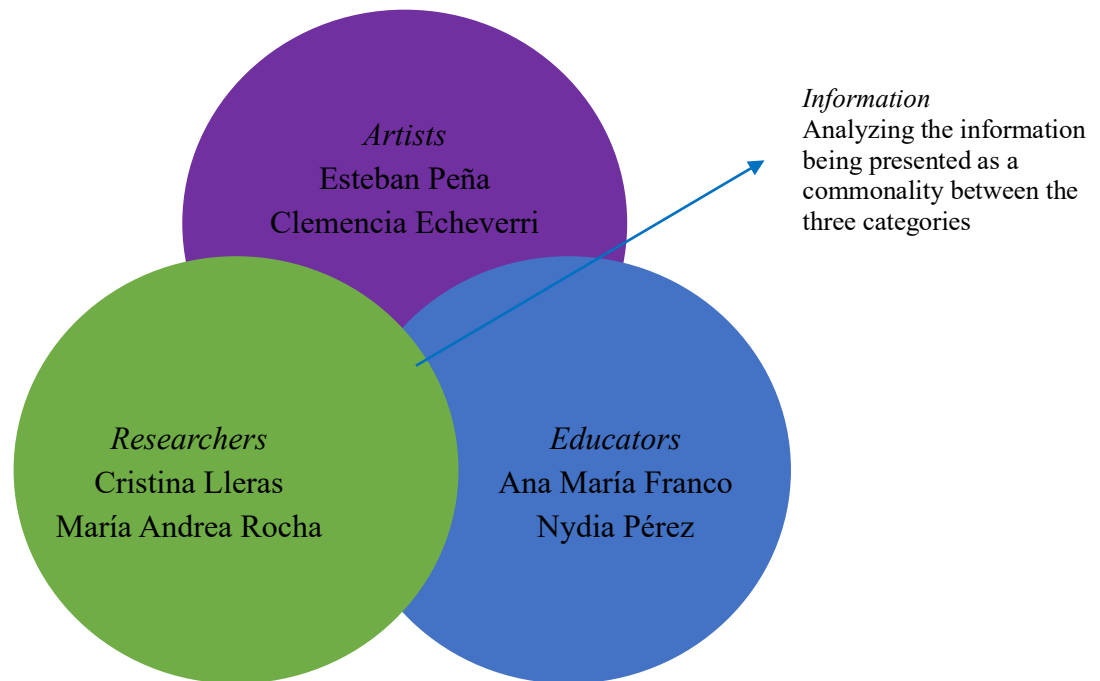 Artists
Esteban Peña
Clemencia Echeverri
Information
Analyzing the information
being presented as a
commonality between the
three categories
Researchers
Cristina Lleras
María Andrea Rocha
Educators
Ana María Franco
Nydia Pérez